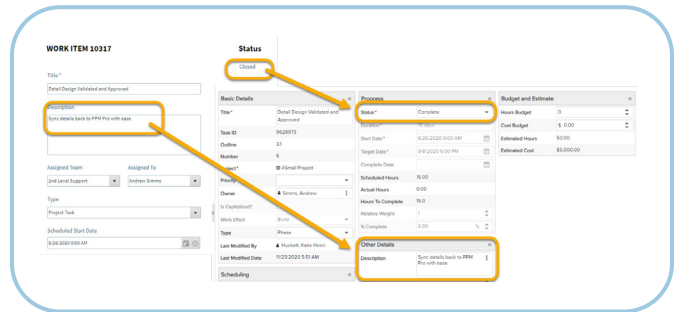 WORK ITEM 10317
Status
Closed
Title *
Detail Design Validated and Approved
Description
Sync details back to PPM Pro with ease
Assigned Team
Assigned To
2nd Level Support
Andrew Simms
Type
Project Task
Scheduled Start Date
9/26/2020 9:00 AM
Basic Details
Title *
Detail Design Validated and
Approved
Task ID
9628973
Outline
Number
Project *
#Small Project
Priority
Owner
Simms, Andrew
Is Capitalized?
Work Effort
Build
Type
Phase
Last Modified By
Last Modified Date
11/23/2020 5:51 AM
Scheduling
Progress
Status *
Complete
Duration *
Start Date *
9/26/2020 9:00 AM
Target Date *
Complete Date
Scheduled Hours
16.00
Actual Hours
0.00
Hours To Complete
16.0
Relative Weight
1
% Complete
0.00 %
Other Details
Description
Sync details back to PPM
Pro with ease
Budget and Estimate
Hours Budget
0
Cost Budget
$ 0.00
Estimated Hours
Estimated Cost
$5,000.00